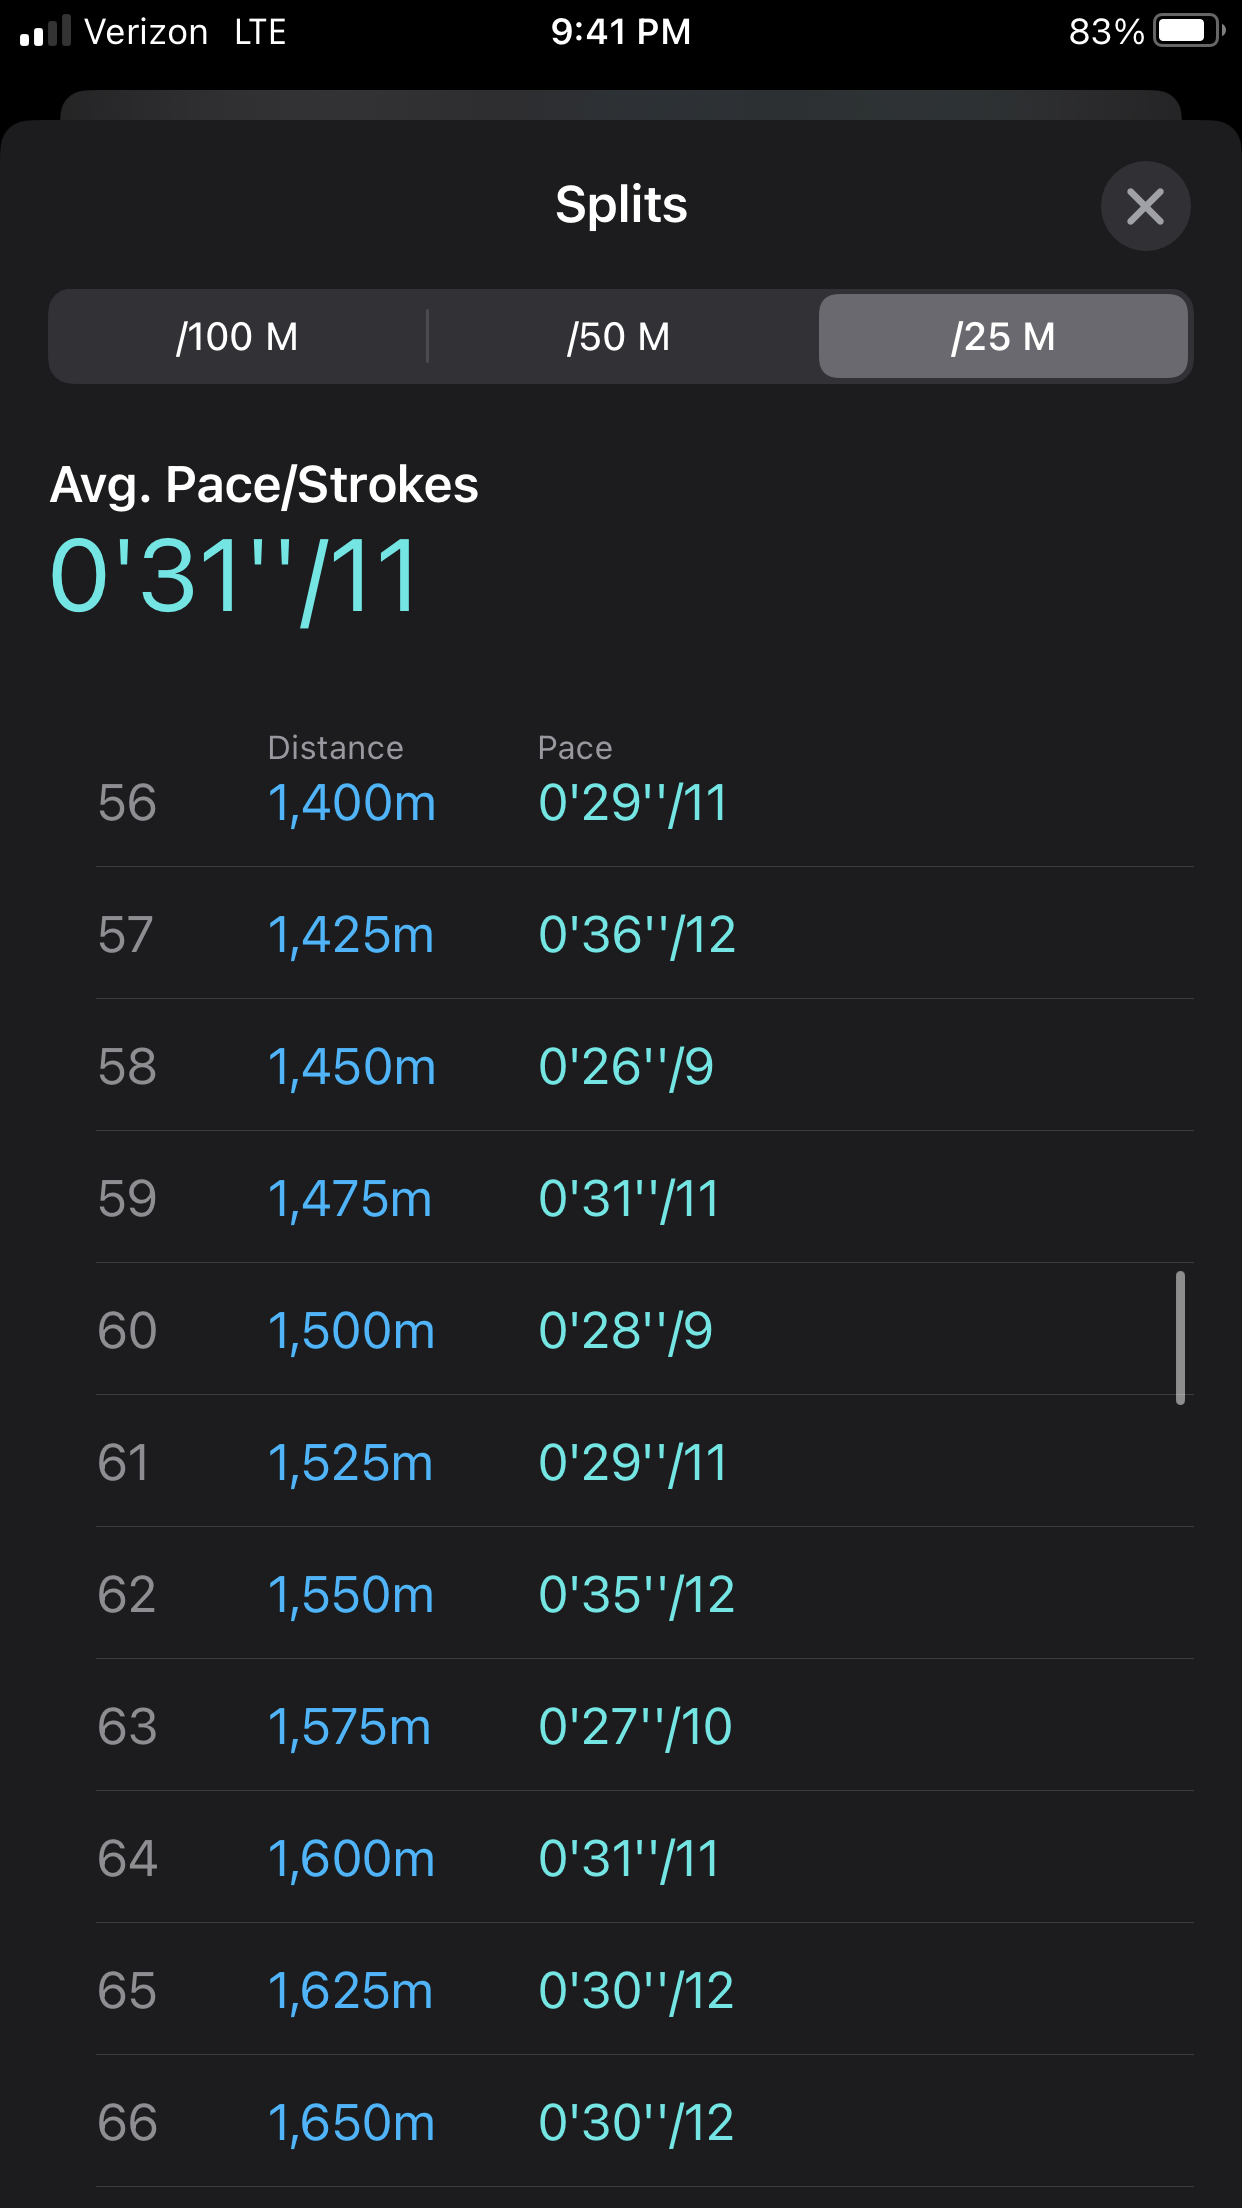 Verizon LTE 9:41 PM 83%
Splits
/100 M /50 M /25 M
Avg. Pace/Strokes
0'31''/11
Distance Pace
56 1,400m 0'29''/11
57 1,425m 0'36''/12
58 1,450m 0'26''/9
59 1,475m 0'31''/11
60 1,500m 0'28''/9
61 1,525m 0'29''/11
62 1,550m 0'35''/12
63 1,575m 0'27''/10
64 1,600m 0'31''/11
65 1,625m 0'30''/12
66 1,650m 0'30''/12